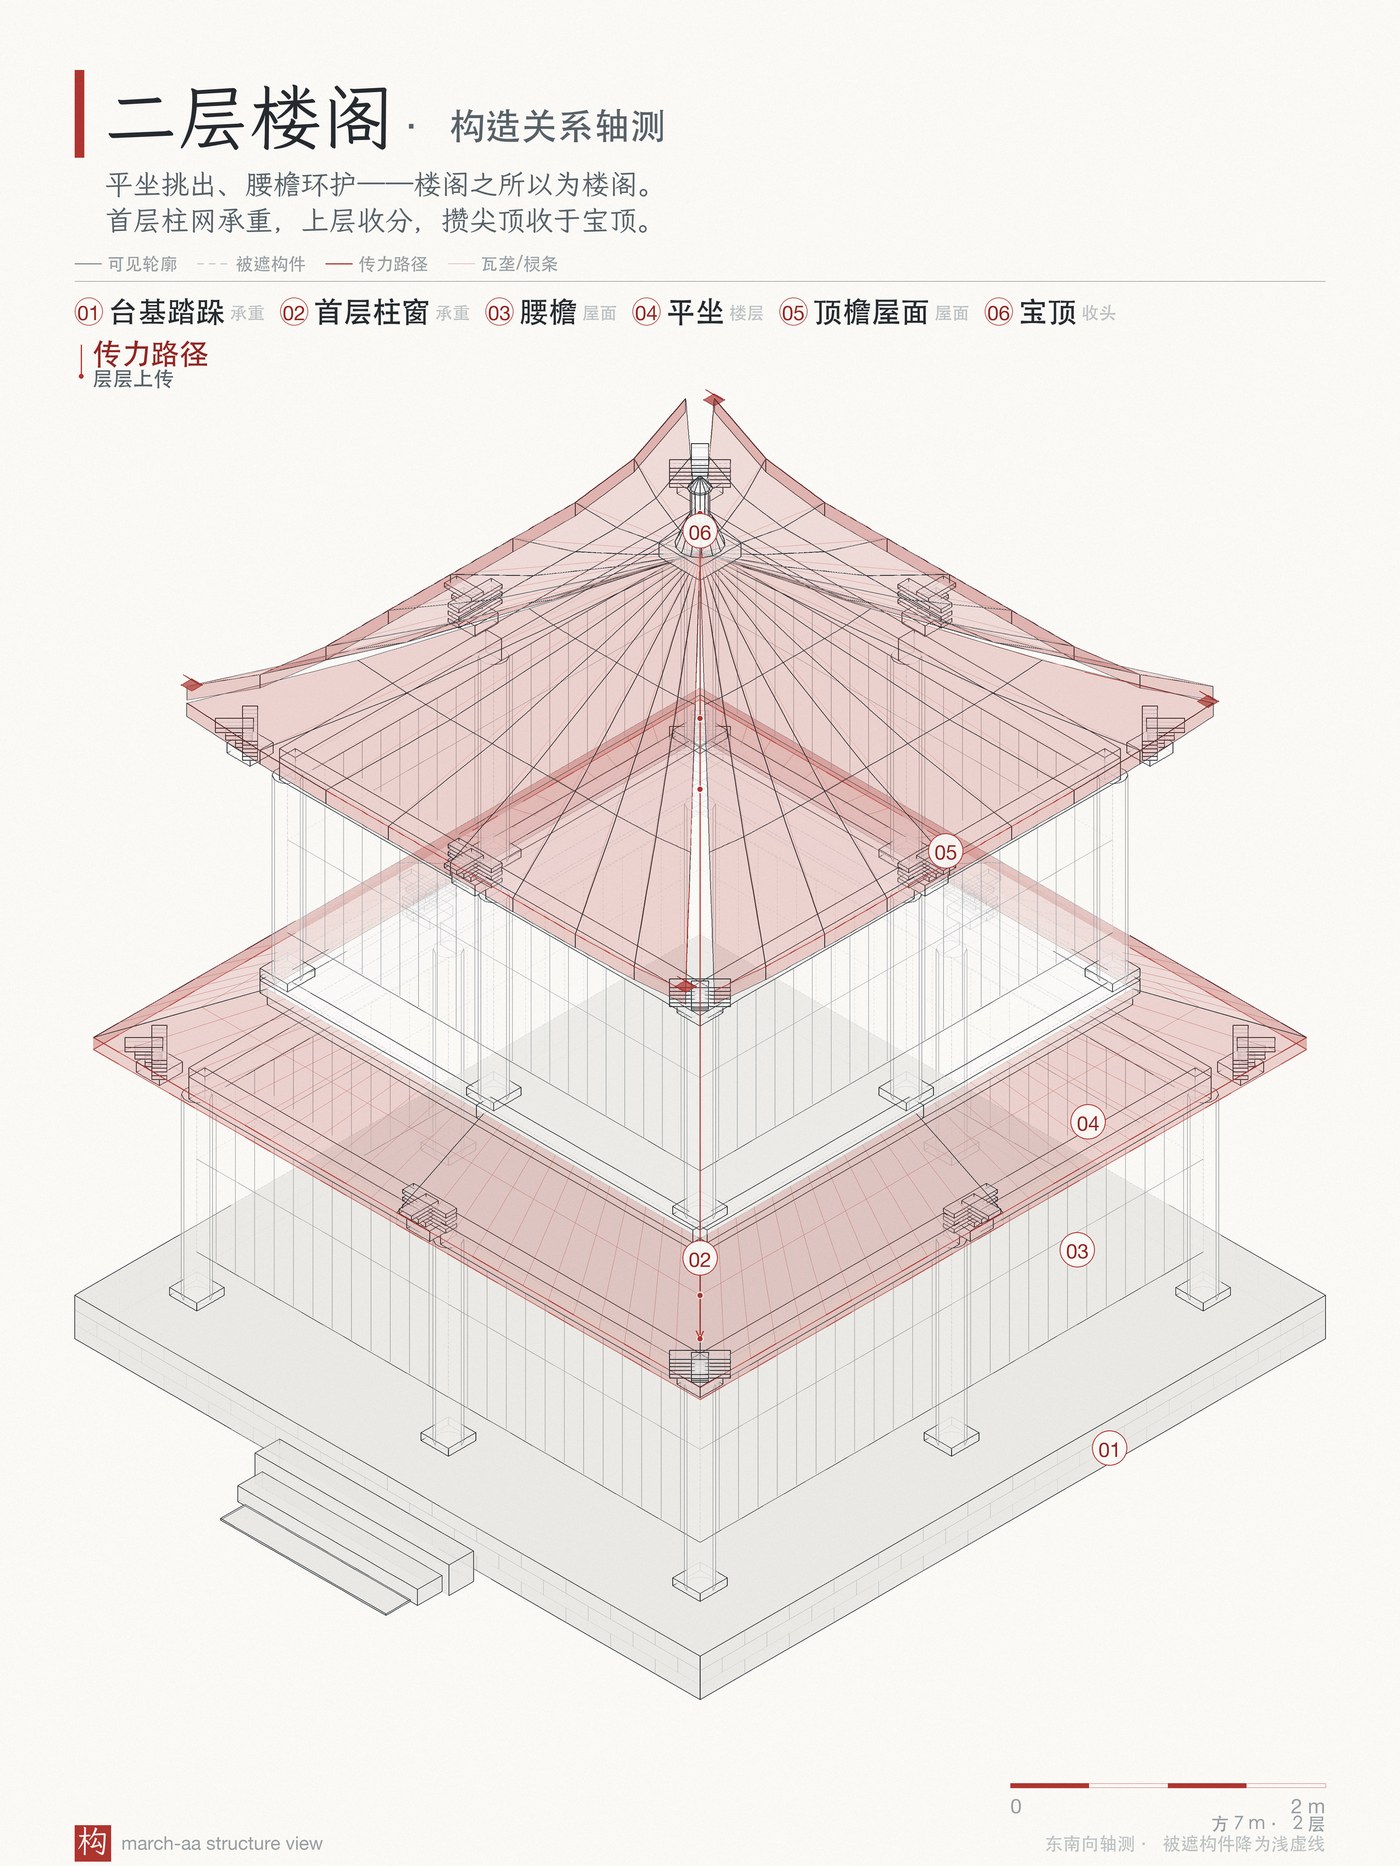 二层楼阁 · 构造关系轴测
平坐挑出、腰檐环护——楼阁之所以为楼阁。
首层柱网承重，上层收分，攒尖顶收于宝顶。
可见轮廓 被遮构件 传力路径 瓦垄/椽条
01 台基踏跺 承重 02 首层柱窗 承重 03 腰檐 屋面 04 平坐 楼层 05 顶檐屋面 屋面 06 宝顶 收头
传力路径
层层上传
06
05
04
03
02
01
0 2 m
方 7 m · 2 层
东南向轴测 · 被遮构件降为浅虚线
构 march-aa structure view